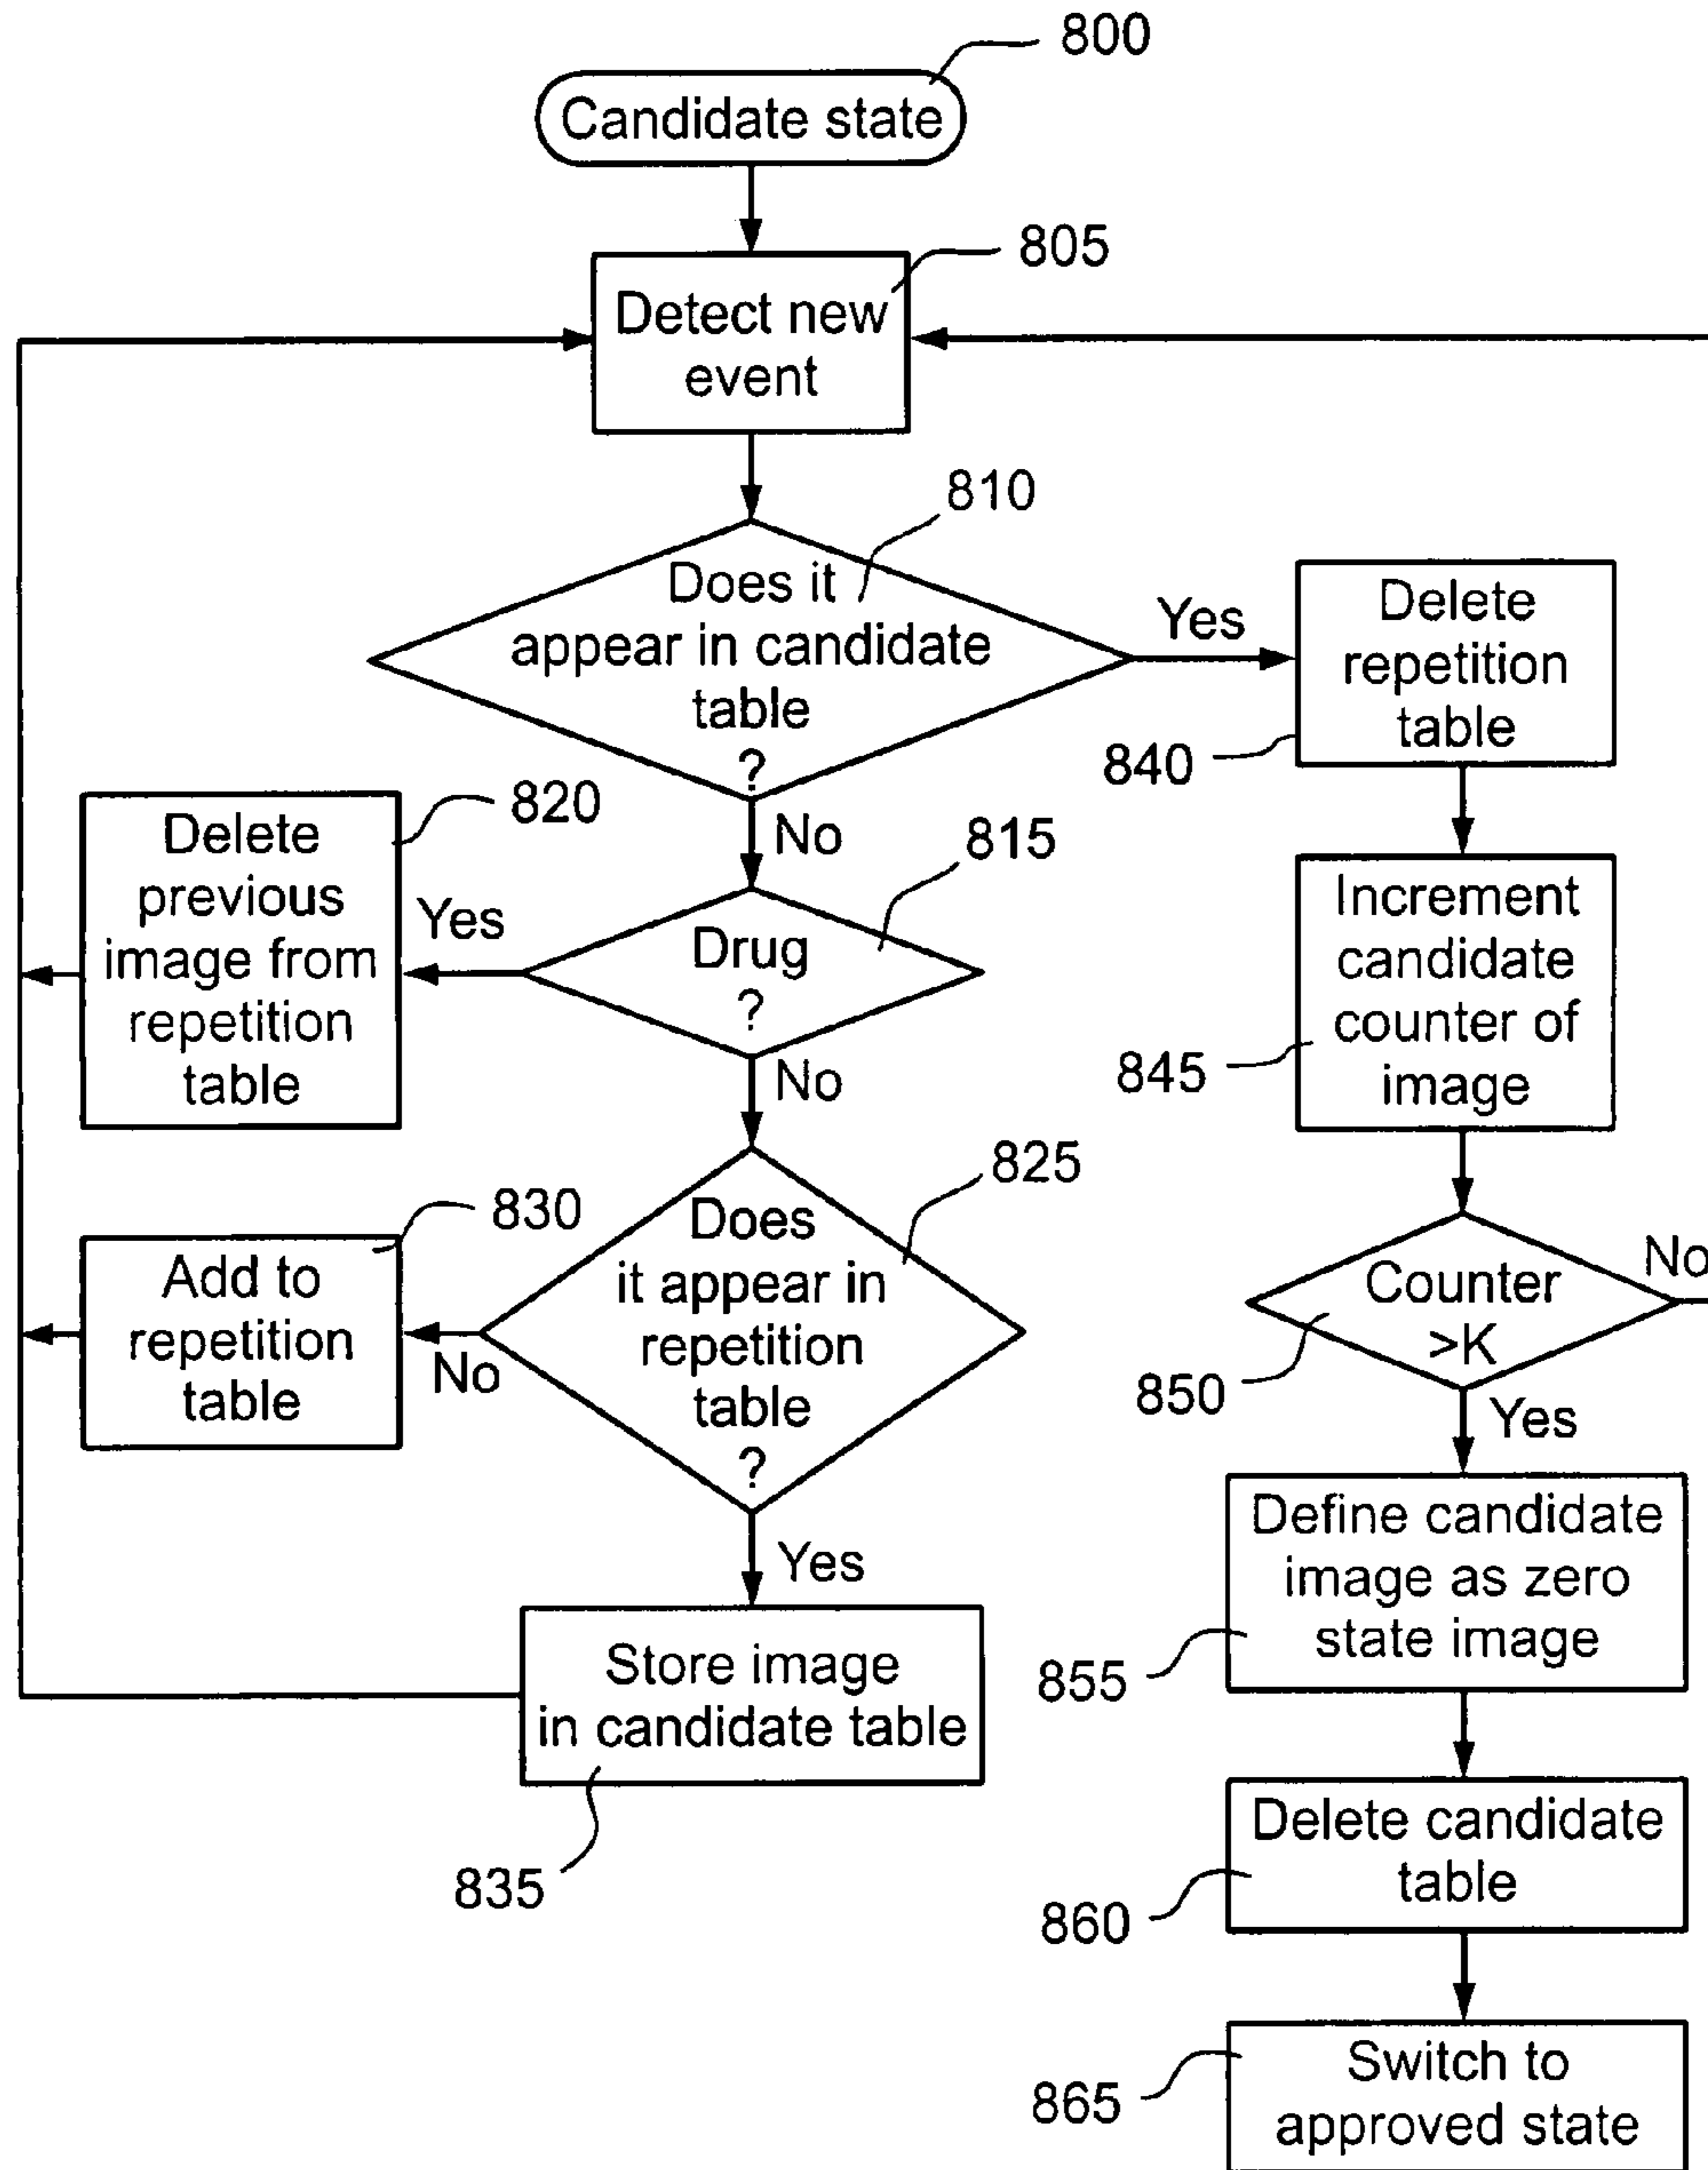 800
Candidate state
805
Detect new
event
810
Does it
appear in candidate
table
?
Yes
Delete
repetition
table
840
No
815
820
Delete
previous
image from
repetition
table
Yes
Drug
?
No
Increment
candidate
counter of
image
845
825
Does
it appear in
repetition
table
?
830
Add to
repetition
table
No
Counter
>K
No
850
Yes
Yes
Store image
in candidate table
835
Define candidate
image as zero
state image
855
Delete candidate
table
860
Switch to
approved state
865